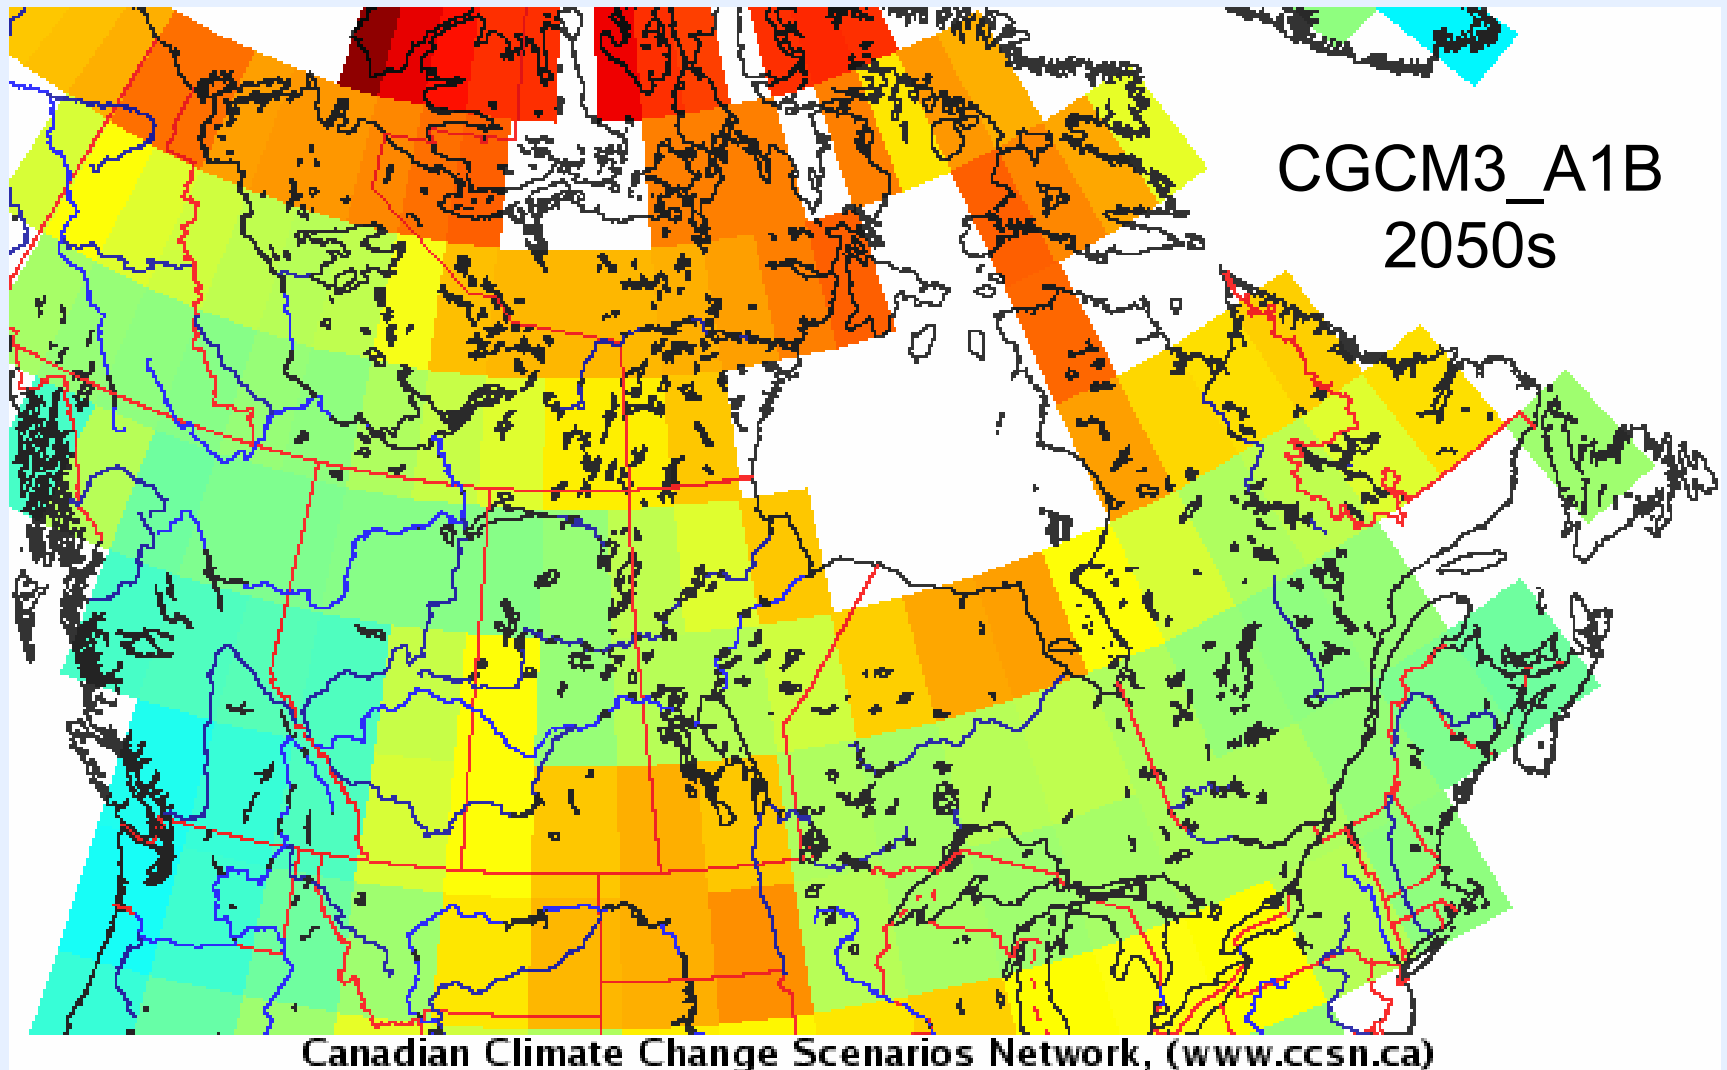 CGCM3_A1B
2050s
Canadian Climate Change Scenarios Network, (www.ccsn.ca)